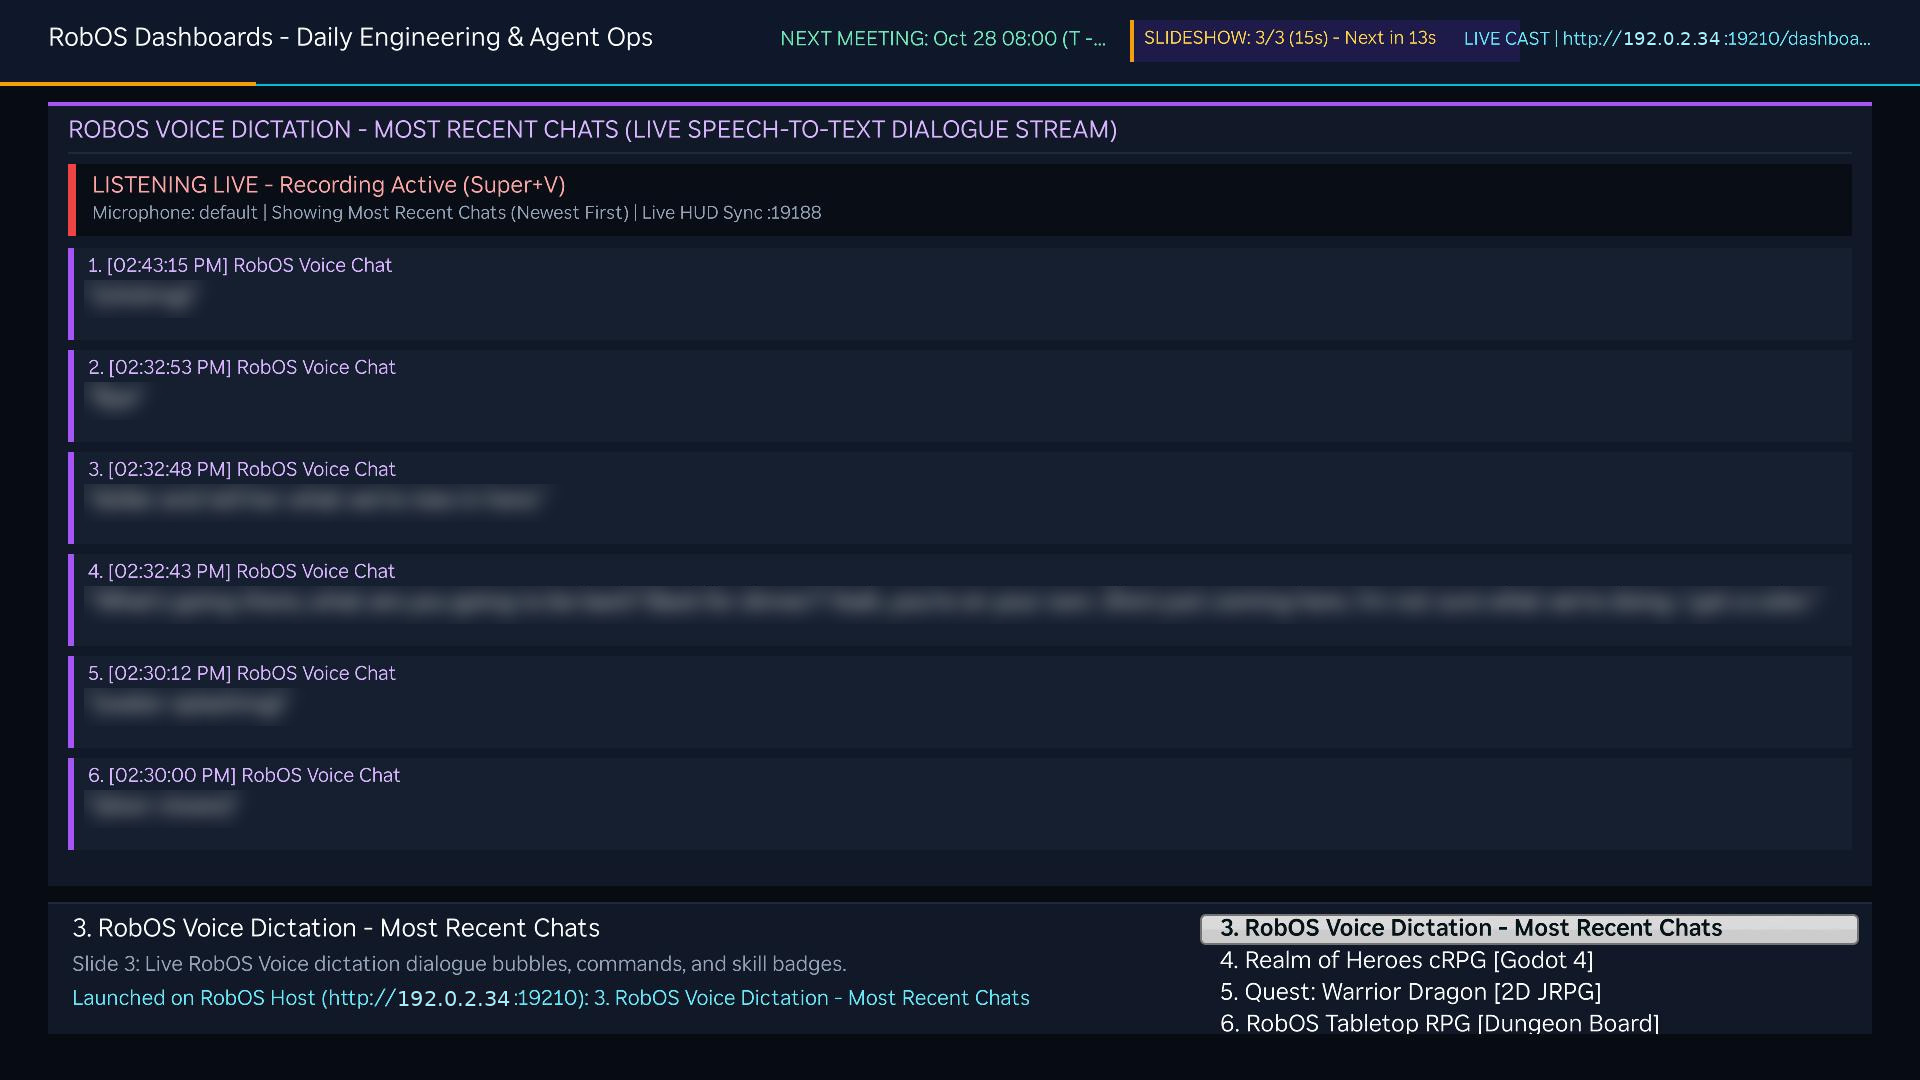 RobOS Dashboards - Daily Engineering & Agent Ops
NEXT MEETING: Oct 28 08:00 (T -...
SLIDESHOW: 3/3 (15s) - Next in 13s
LIVE CAST | http://192.0.2.34:19210/dashboa...
ROBOS VOICE DICTATION - MOST RECENT CHATS (LIVE SPEECH-TO-TEXT DIALOGUE STREAM)
LISTENING LIVE - Recording Active (Super+V)
Microphone: default | Showing Most Recent Chats (Newest First) | Live HUD Sync :19188
1. [02:43:15 PM] RobOS Voice Chat
2. [02:32:53 PM] RobOS Voice Chat
3. [02:32:48 PM] RobOS Voice Chat
4. [02:32:43 PM] RobOS Voice Chat
5. [02:30:12 PM] RobOS Voice Chat
6. [02:30:00 PM] RobOS Voice Chat
3. RobOS Voice Dictation - Most Recent Chats
Slide 3: Live RobOS Voice dictation dialogue bubbles, commands, and skill badges.
Launched on RobOS Host (http://192.0.2.34:19210): 3. RobOS Voice Dictation - Most Recent Chats
3. RobOS Voice Dictation - Most Recent Chats
4. Realm of Heroes cRPG [Godot 4]
5. Quest: Warrior Dragon [2D JRPG]
6. RobOS Tabletop RPG [Dungeon Board]